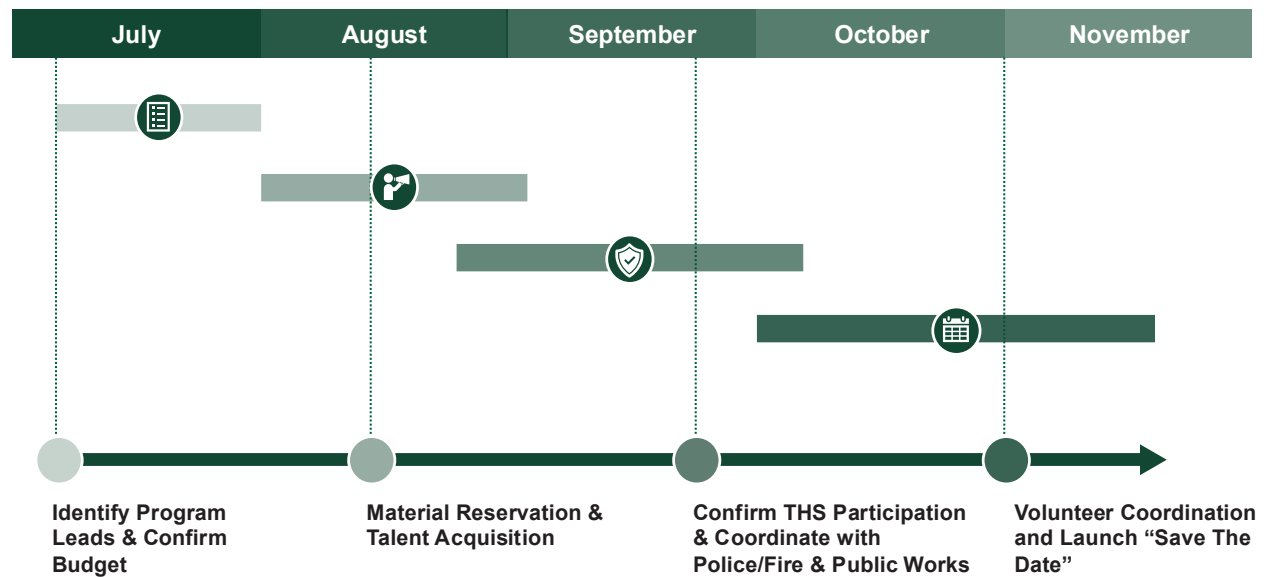 July
August
September
October
November
Identify Program
Leads & Confirm
Budget
Material Reservation &
Talent Acquisition
Confirm THS Participation
& Coordinate with
Police/Fire & Public Works
Volunteer Coordination
and Launch “Save The
Date”